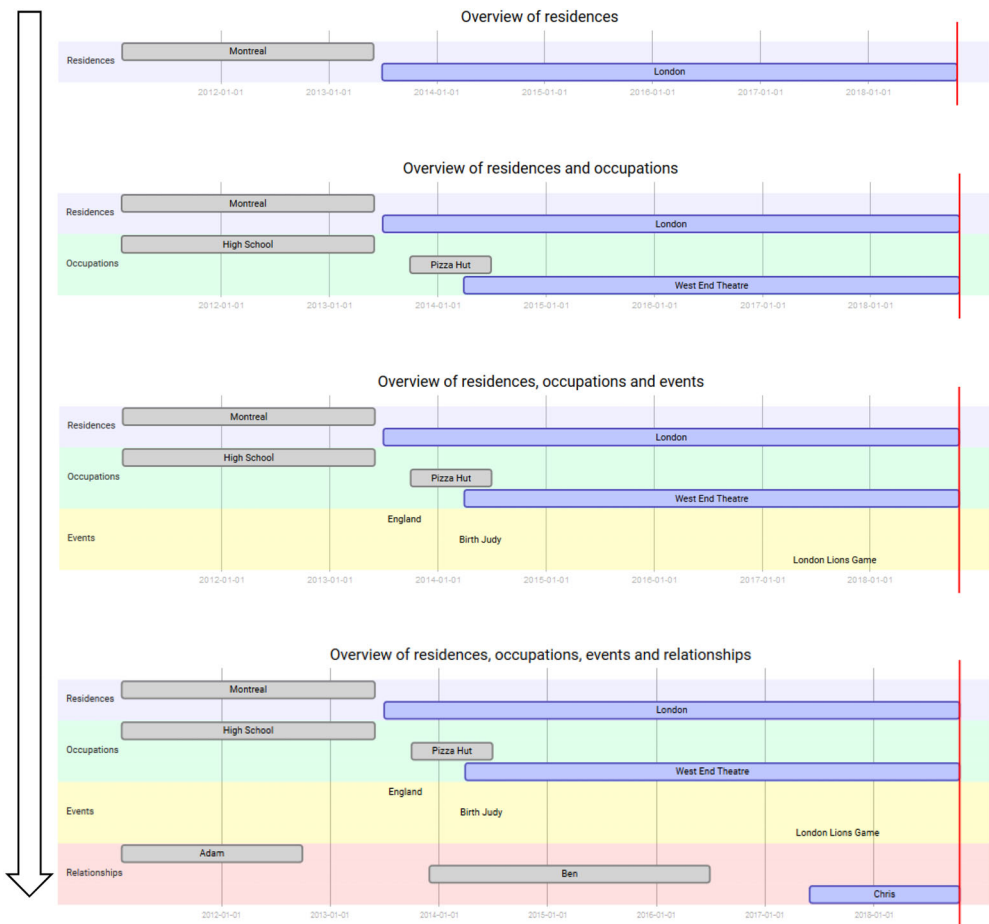 Overview of residences
Montreal
Residences
London
2012-01-01 2013-01-01 2014-01-01 2015-01-01 2016-01-01 2017-01-01 2018-01-01
Overview of residences and occupations
Montreal
Residences
London
High School
Occupations
Pizza Hut
West End Theatre
2012-01-01 2013-01-01 2014-01-01 2015-01-01 2016-01-01 2017-01-01 2018-01-01
Overview of residences, occupations and events
Montreal
Residences
London
High School
Occupations
Pizza Hut
West End Theatre
England
Events
Birth Judy
London Lions Game
2012-01-01 2013-01-01 2014-01-01 2015-01-01 2016-01-01 2017-01-01 2018-01-01
Overview of residences, occupations, events and relationships
Montreal
Residences
London
High School
Occupations
Pizza Hut
West End Theatre
England
Events
Birth Judy
London Lions Game
Adam
Relationships
Ben
Chris
2012-01-01 2013-01-01 2014-01-01 2015-01-01 2016-01-01 2017-01-01 2018-01-01